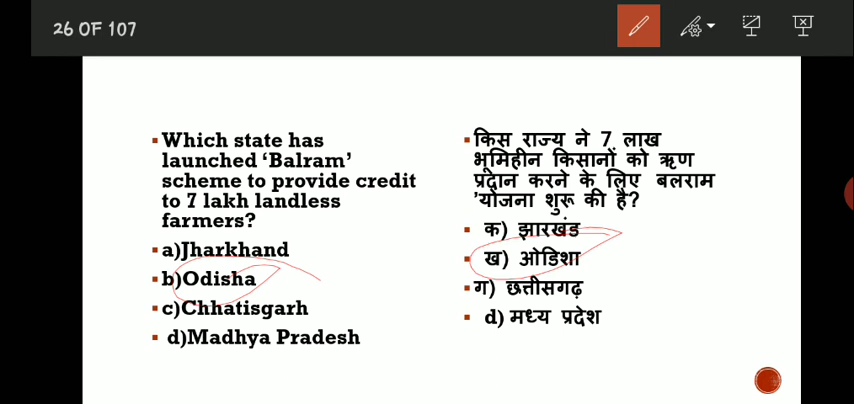 26 OF 107
Which state has
launched ‘Balram’
scheme to provide credit
to 7 lakh landless
farmers?
a)Jharkhand
b)Odisha
c)Chhatisgarh
d)Madhya Pradesh
किस राज्य ने 7 लाख
भूमिहीन किसानों को ऋण
प्रदान करने के लिए बलराम
’योजना शुरू की है?
क) झारखंड
ख) ओडिशा
ग) छत्तीसगढ़
d) मध्य प्रदेश